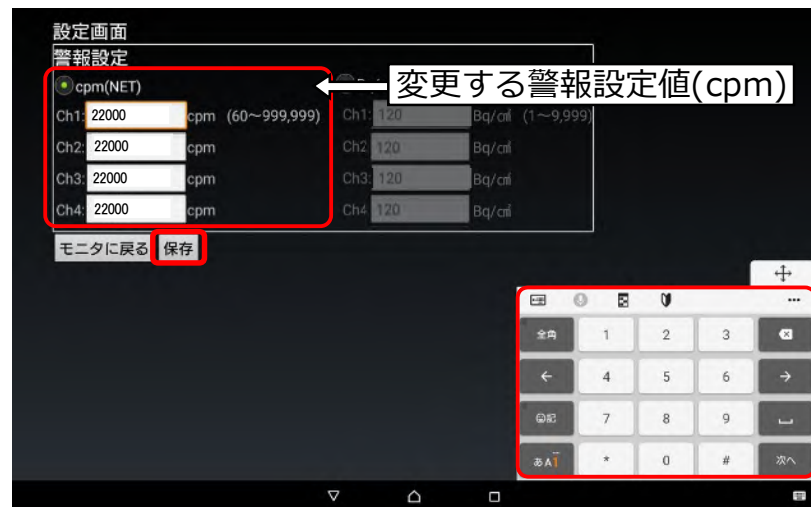 設定画面
警報設定
cpm(NET)
変更する警報設定値(cpm)
Ch1: 22000 cpm (60～999,999) Ch1: 120 Bq/c㎡ (1～9,999)
Ch2: 22000 cpm Ch2: 120 Bq/c㎡
Ch3: 22000 cpm Ch3: 120 Bq/c㎡
Ch4: 22000 cpm Ch4: 120 Bq/c㎡
モニタに戻る 保存
全角 1 2 3
← 4 5 6 →
記 7 8 9
あA1 * 0 # 次へ